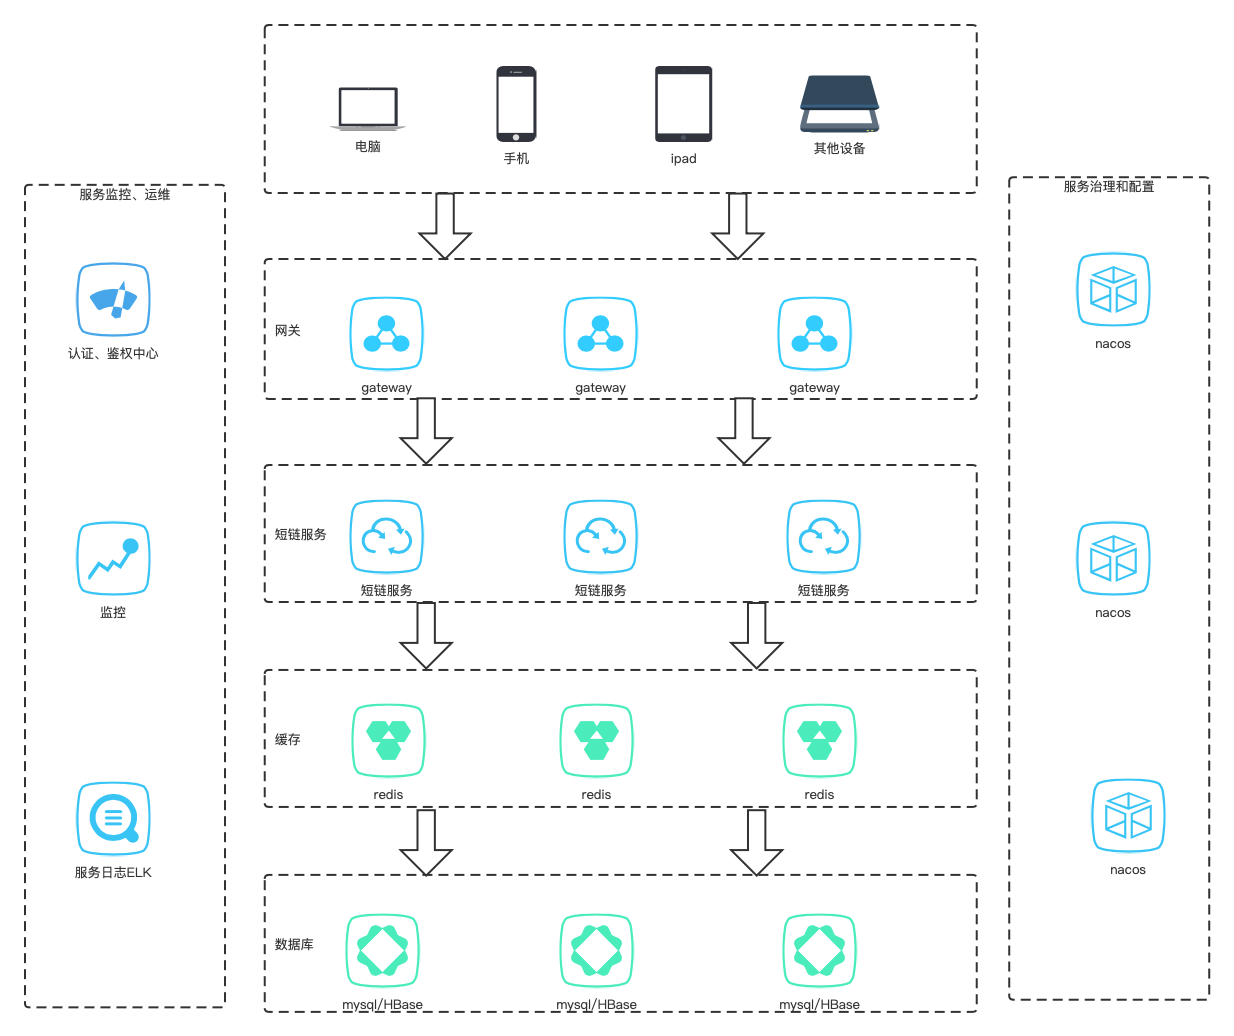 电脑
手机
ipad
其他设备
服务监控、运维
认证、鉴权中心
监控
服务日志ELK
网关
gateway
gateway
gateway
短链服务
短链服务
短链服务
短链服务
缓存
redis
redis
redis
数据库
mysql/HBase
mysql/HBase
mysql/HBase
服务治理和配置
nacos
nacos
nacos